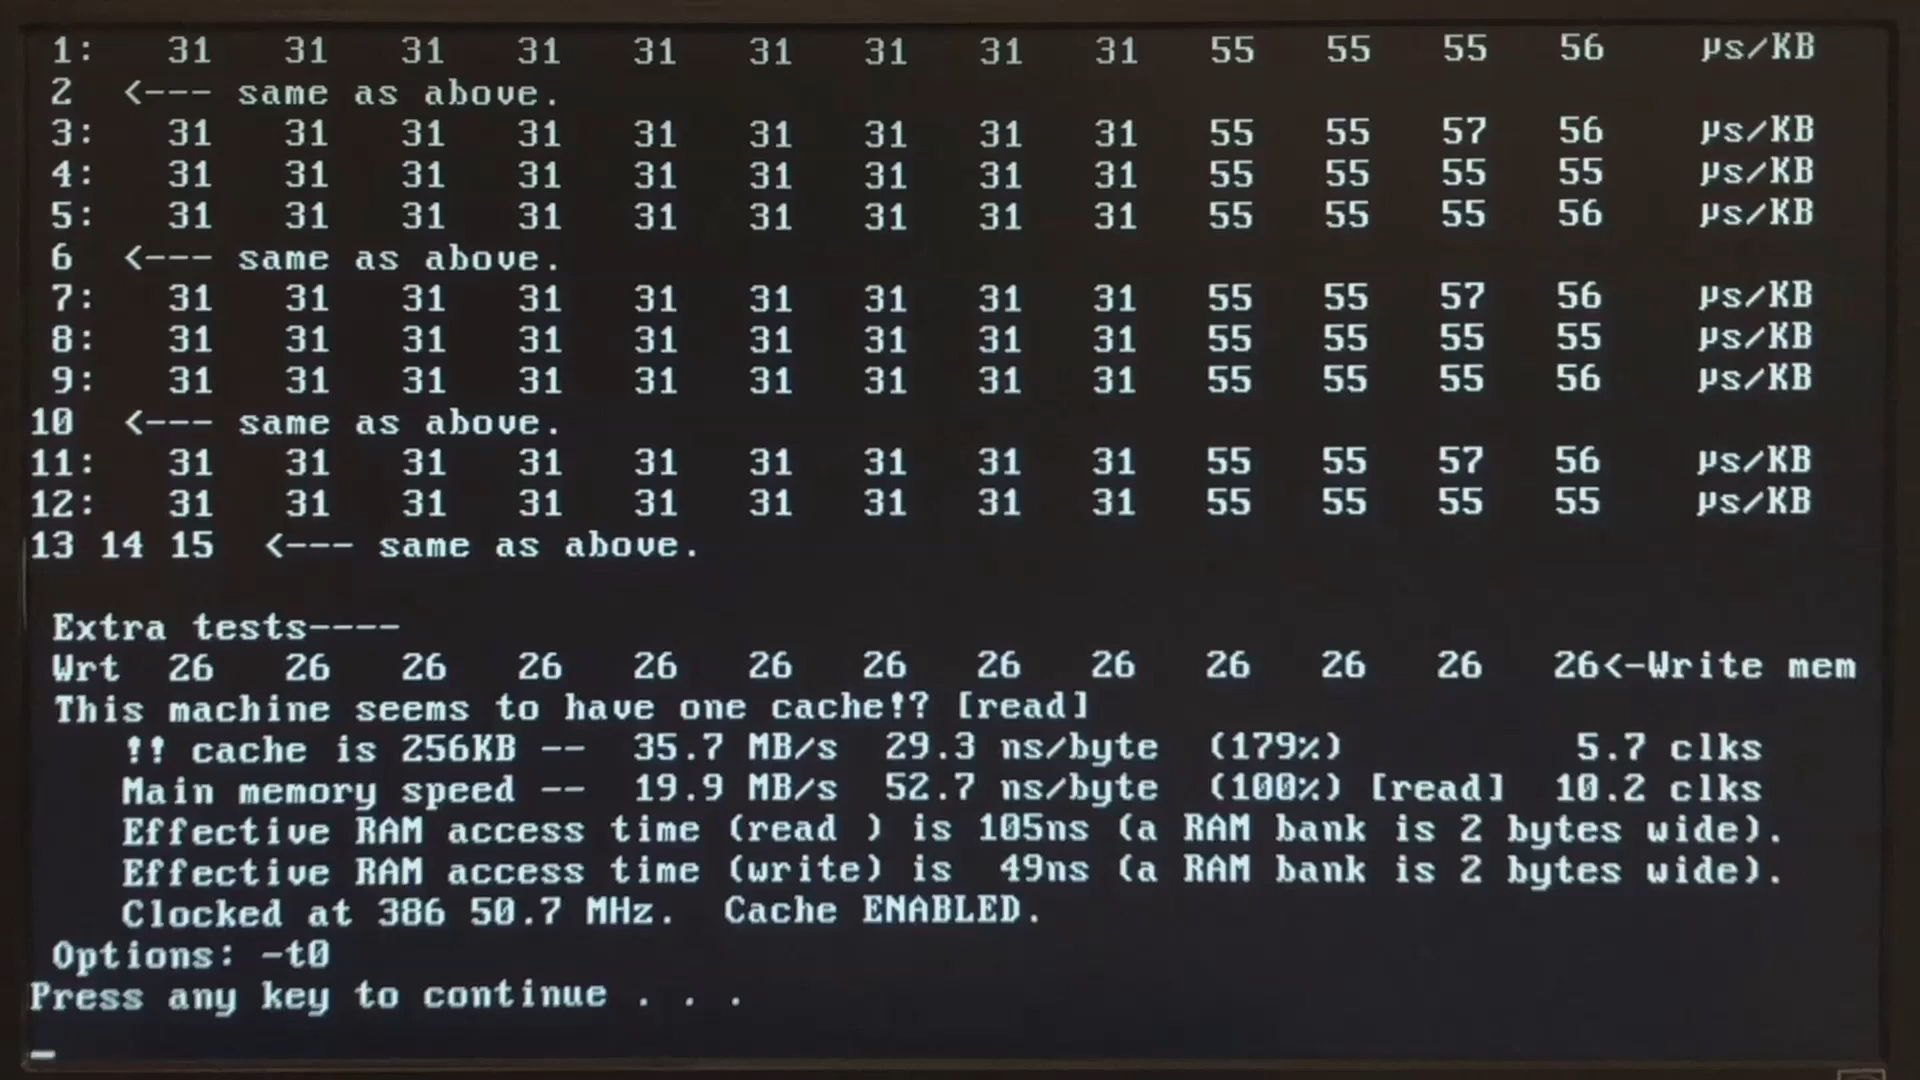 1: 31 31 31 31 31 31 31 31 31 55 55 55 56 µs/KB
2 <--- same as above.
3: 31 31 31 31 31 31 31 31 31 55 55 57 56 µs/KB
4: 31 31 31 31 31 31 31 31 31 55 55 55 55 µs/KB
5: 31 31 31 31 31 31 31 31 31 55 55 55 56 µs/KB
6 <--- same as above.
7: 31 31 31 31 31 31 31 31 31 55 55 57 56 µs/KB
8: 31 31 31 31 31 31 31 31 31 55 55 55 55 µs/KB
9: 31 31 31 31 31 31 31 31 31 55 55 55 56 µs/KB
10 <--- same as above.
11: 31 31 31 31 31 31 31 31 31 55 55 57 56 µs/KB
12: 31 31 31 31 31 31 31 31 31 55 55 55 55 µs/KB
13 14 15 <--- same as above.
Extra tests----
Wrt 26 26 26 26 26 26 26 26 26 26 26 26 26<-Write mem
This machine seems to have one cache!? [read]
!! cache is 256KB -- 35.7 MB/s 29.3 ns/byte (179%) 5.7 clks
Main memory speed -- 19.9 MB/s 52.7 ns/byte (100%) [read] 10.2 clks
Effective RAM access time (read ) is 105ns (a RAM bank is 2 bytes wide).
Effective RAM access time (write) is 49ns (a RAM bank is 2 bytes wide).
Clocked at 386 50.7 MHz. Cache ENABLED.
Options: -t0
Press any key to continue . . .